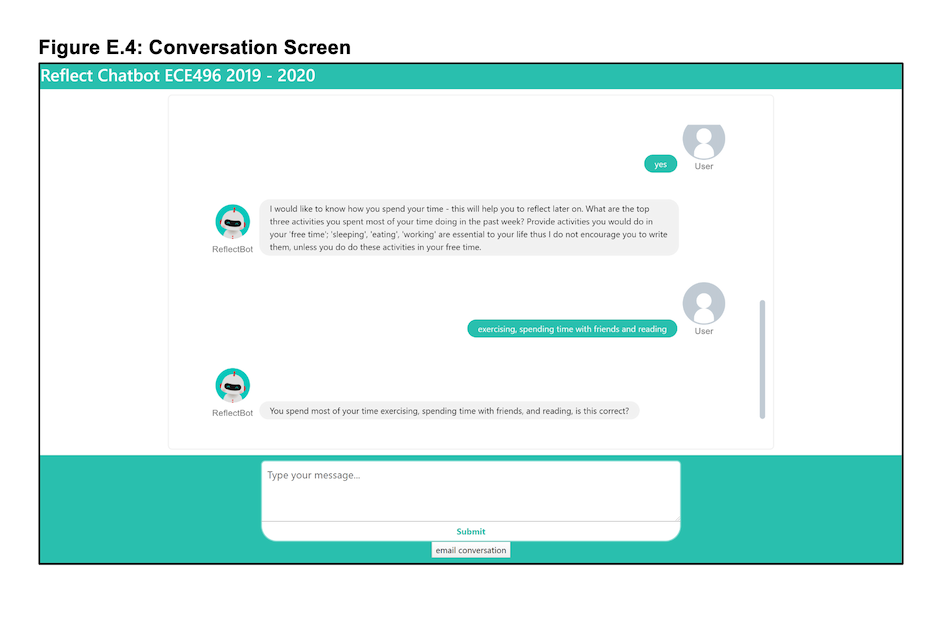 Figure E.4: Conversation Screen
Reflect Chatbot ECE496 2019 - 2020
yes
User
I would like to know how you spend your time - this will help you to reflect later on. What are the top
three activities you spent most of your time doing in the past week? Provide activities you would do in
your 'free time'; 'sleeping', 'eating', 'working' are essential to your life thus I do not encourage you to write
them, unless you do do these activities in your free time.
ReflectBot
exercising, spending time with friends and reading
User
ReflectBot
You spend most of your time exercising, spending time with friends, and reading, is this correct?
Type your message...
Submit
email conversation